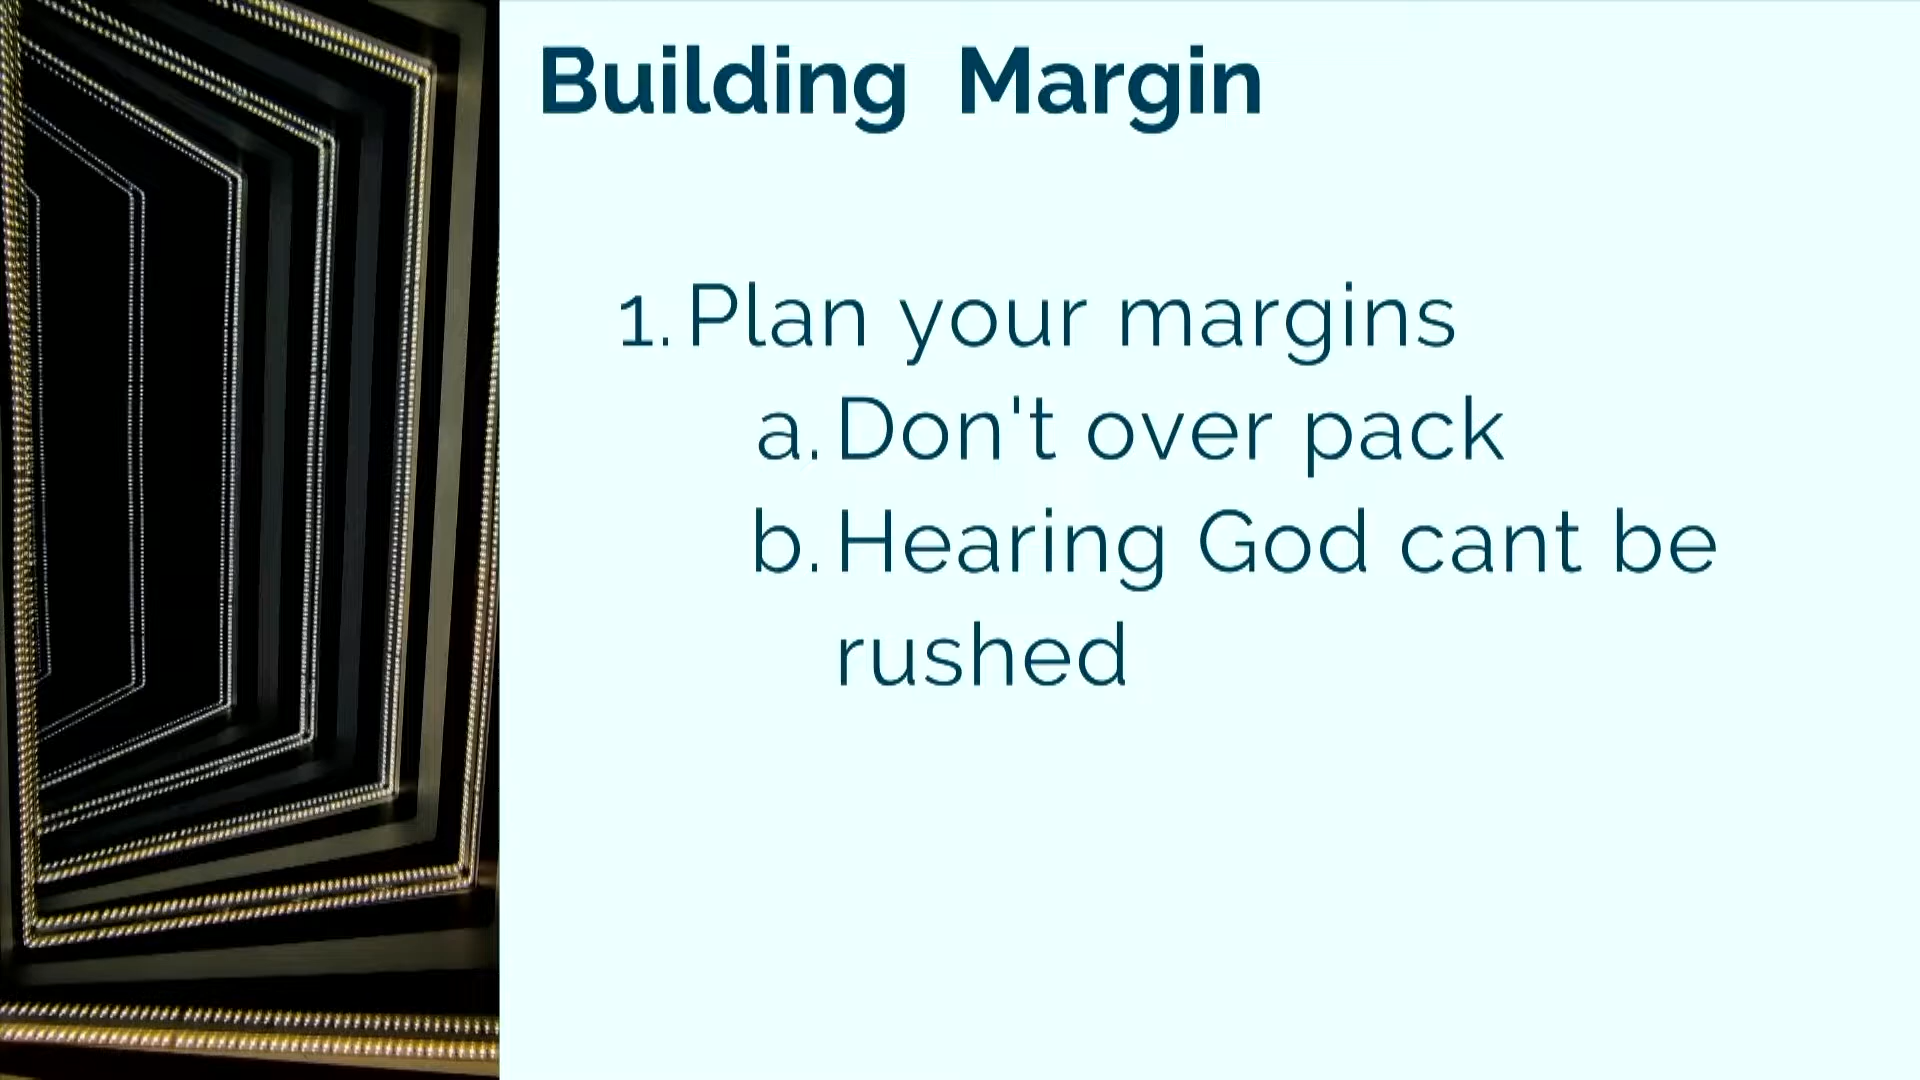 Building Margin
1. Plan your margins
a. Don't over pack
b. Hearing God cant be
rushed